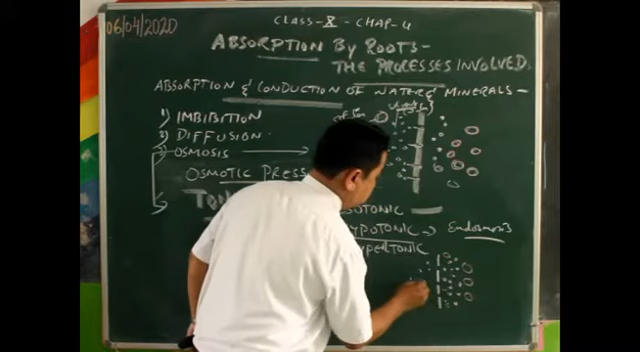 06/04/2020
CLASS-X - CHAP-4
ABSORPTION By ROOTS-
THE PROCESSES INVOLVED.
ABSORPTION & CONDUCTION OF WATER & MINERALS-
1) IMBIBITION
2) DIFFUSION.
3) OSMOSIS
OSMOTIC PRESS
ISOTONIC
HYPOTONIC → Endosmosis
HYPERTONIC